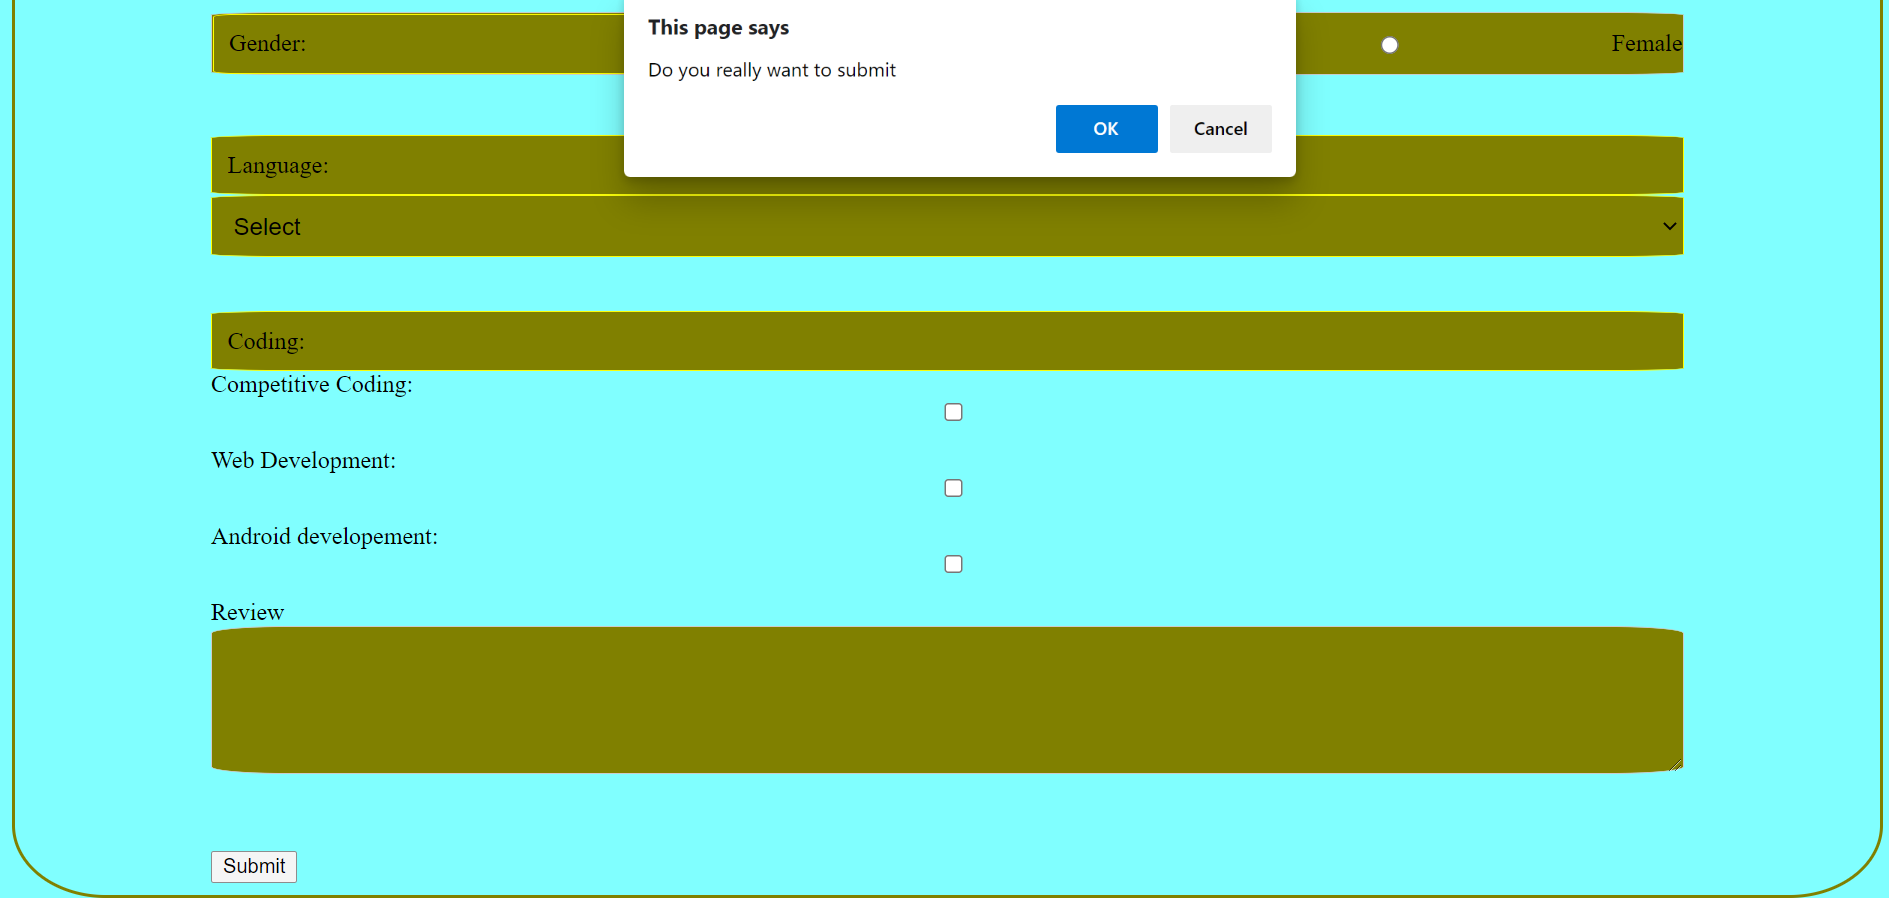 This page says
Do you really want to submit
OK Cancel
Gender: Female
Language:
Select
Coding:
Competitive Coding:
Web Development:
Android developement:
Review
Submit